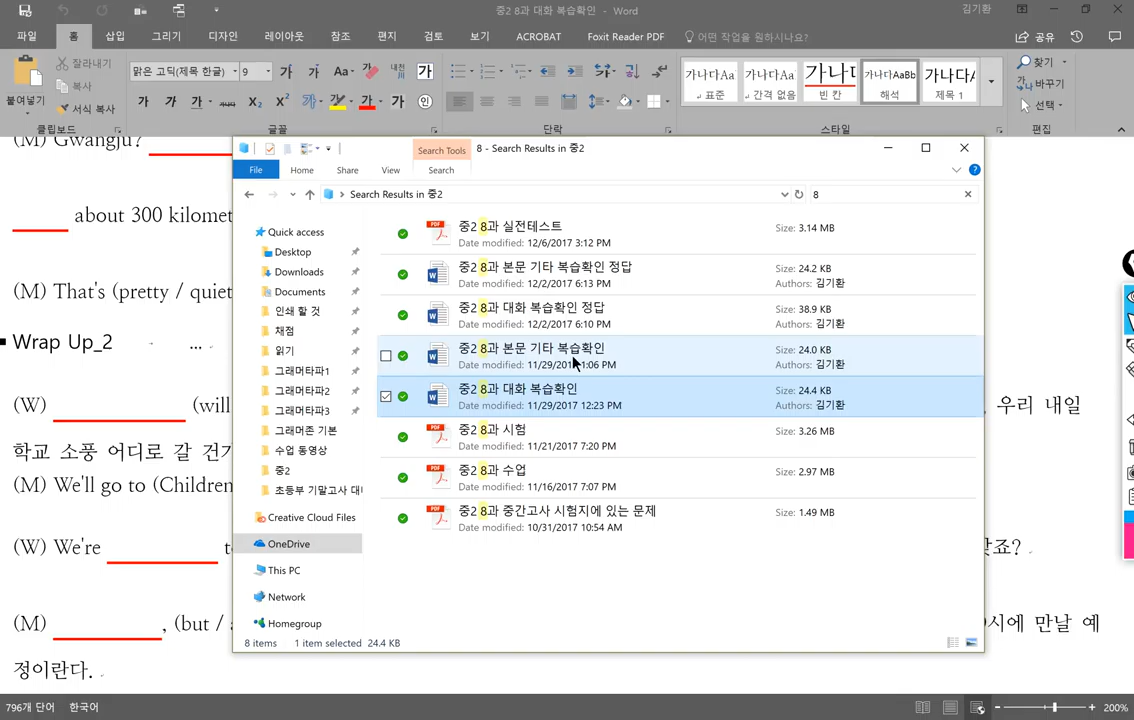 중2 8과 대화 복습확인 - Word
김기환
파일 홈 삽입 그리기 디자인 레이아웃 참조 편지 검토 보기 ACROBAT Foxit Reader PDF 어떤 작업을 원하시나요? 공유
붙여넣기
잘라내기
복사
서식 복사
맑은 고딕(제목 한글) 9
가나다Aa 가나다Aa 가나다 가나다AaBb 가나다A
표준 간격 없음 빈 칸 해석 제목 1
찾기
바꾸기
선택
클립보드 글꼴 단락 스타일 편집
(M) Gwangju?
about 300 kilomet
(M) That's (pretty / quiet
Wrap Up_2 ...
(W) (will , 우리 내일
학교 소풍 어디로 갈 건
(M) We'll go to (Children
(W) We're t 맞죠?
(M) , (but / a 시에 만날 예
정이란다.
Search Tools
8 - Search Results in 중2
File Home Share View Search
Search Results in 중2
8
Quick access
Desktop
Downloads
Documents
인쇄 할 것
채점
읽기
그래머타파1
그래머타파2
그래머타파3
그래머존 기본
수업 동영상
중2
초등부 기말고사 대
Creative Cloud Files
OneDrive
This PC
Network
Homegroup
중2 8과 실전테스트 Size: 3.14 MB
Date modified: 12/6/2017 3:12 PM
중2 8과 본문 기타 복습확인 정답 Size: 24.2 KB
Date modified: 12/2/2017 6:13 PM Authors: 김기환
중2 8과 대화 복습확인 정답 Size: 38.9 KB
Date modified: 12/2/2017 6:10 PM Authors: 김기환
중2 8과 본문 기타 복습확인 Size: 24.0 KB
Date modified: 11/29/201 1:06 PM Authors: 김기환
중2 8과 대화 복습확인 Size: 24.4 KB
Date modified: 11/29/2017 12:23 PM Authors: 김기환
중2 8과 시험 Size: 3.26 MB
Date modified: 11/21/2017 7:20 PM
중2 8과 수업 Size: 2.97 MB
Date modified: 11/16/2017 7:07 PM
중2 8과 중간고사 시험지에 있는 문제 Size: 1.49 MB
Date modified: 10/31/2017 10:54 AM
8 items 1 item selected 24.4 KB
796개 단어 한국어
200%